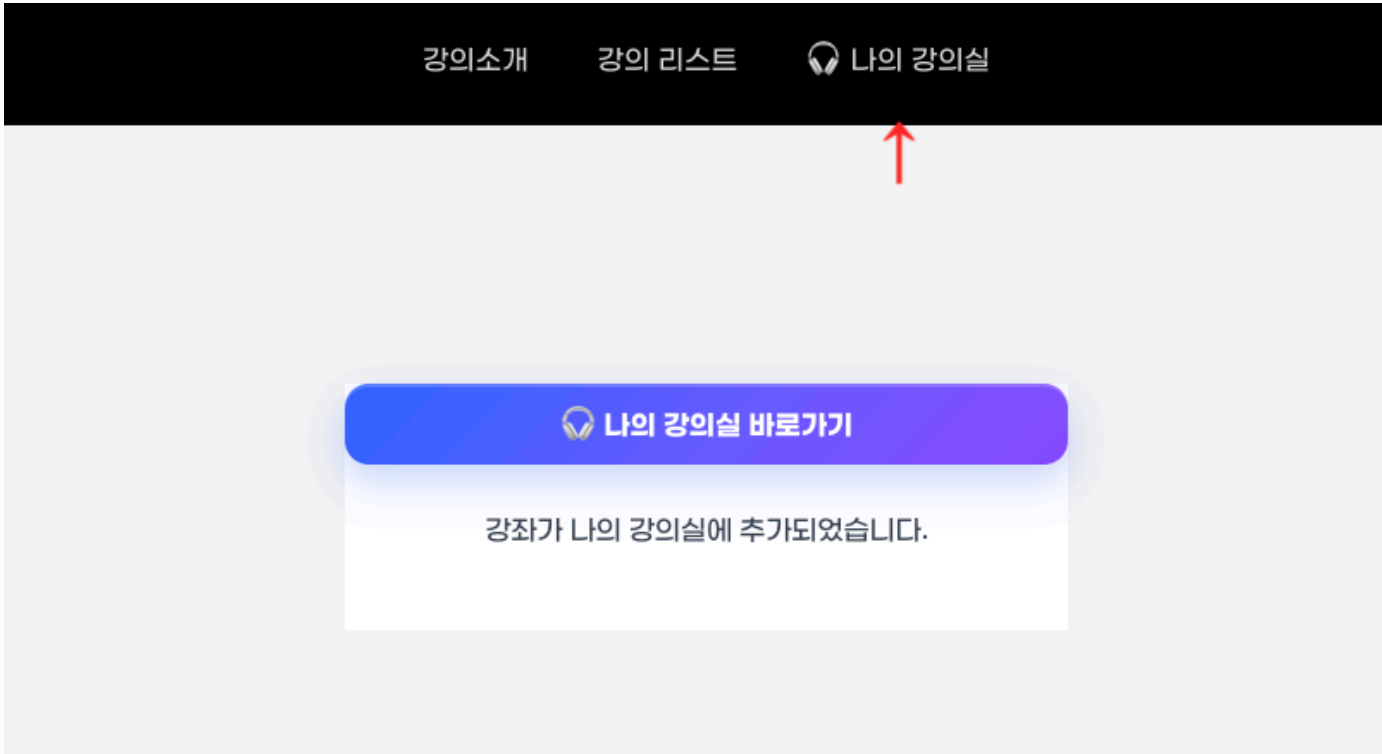 강의소개 강의 리스트 🎧 나의 강의실
🎧 나의 강의실 바로가기
강좌가 나의 강의실에 추가되었습니다.